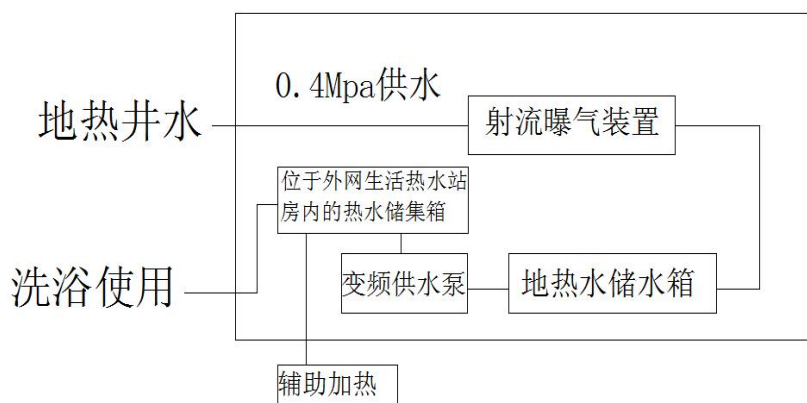 0.4Mpa供水
地热井水
射流曝气装置
位于外网生活热水站
房内的热水储集箱
洗浴使用
变频供水泵
地热水储水箱
辅助加热